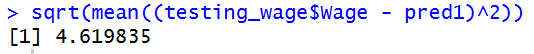 > sqrt(mean((testing_wage$Wage - pred1)^2))
[1] 4.619835